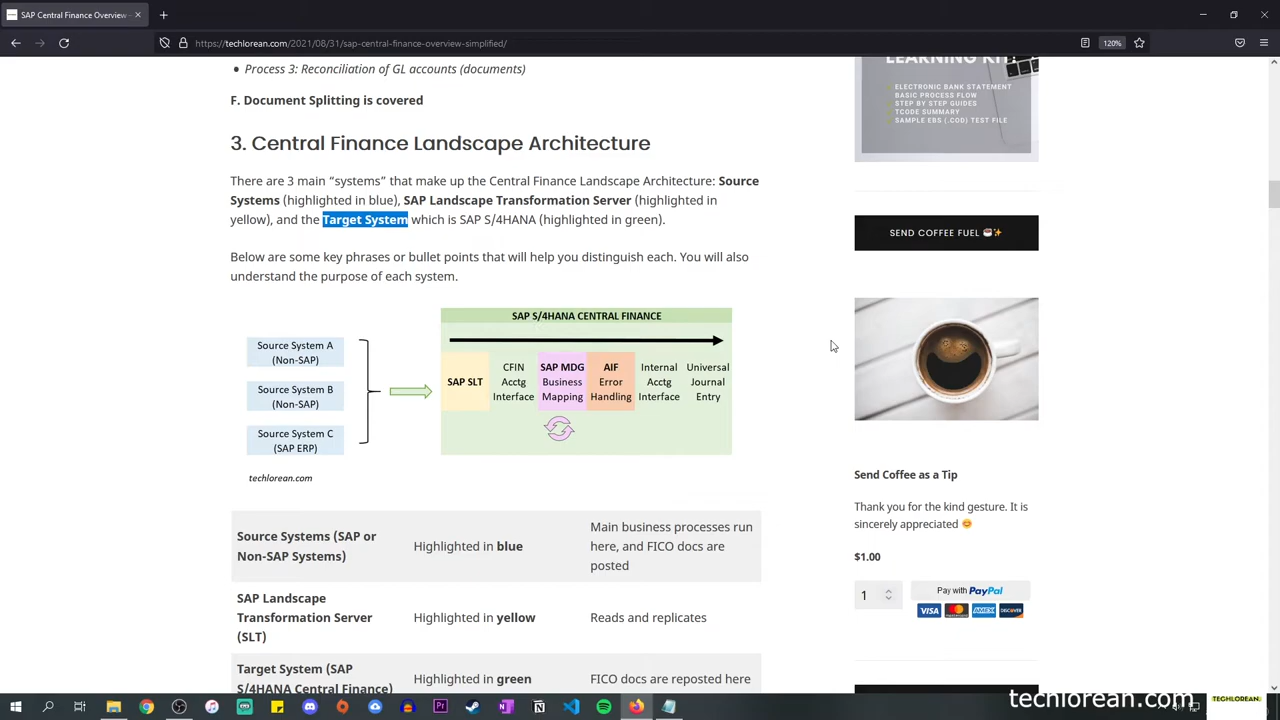 SAP Central Finance Overview
https://techlorean.com/2021/08/31/sap-central-finance-overview-simplified/
120%
Process 3: Reconciliation of GL accounts (documents)
F. Document Splitting is covered
3. Central Finance Landscape Architecture
There are 3 main “systems” that make up the Central Finance Landscape Architecture: Source
Systems (highlighted in blue), SAP Landscape Transformation Server (highlighted in
yellow), and the Target System which is SAP S/4HANA (highlighted in green).
Below are some key phrases or bullet points that will help you distinguish each. You will also
understand the purpose of each system.
SAP S/4HANA CENTRAL FINANCE
Source System A
(Non-SAP)
Source System B
(Non-SAP)
Source System C
(SAP ERP)
SAP SLT
CFIN
Acctg
Interface
SAP MDG
Business
Mapping
AIF
Error
Handling
Internal
Acctg
Interface
Universal
Journal
Entry
techlorean.com
Source Systems (SAP or
Non-SAP Systems)
Highlighted in blue
Main business processes run
here, and FICO docs are
posted
SAP Landscape
Transformation Server
(SLT)
Highlighted in yellow
Reads and replicates
Target System (SAP
S/4HANA Central Finance)
Highlighted in green
FICO docs are reposted here
LEARNING KIT!
ELECTRONIC BANK STATEMENT
BASIC PROCESS FLOW
STEP BY STEP GUIDES
TCODE SUMMARY
SAMPLE EBS (.COD) TEST FILE
SEND COFFEE FUEL
Send Coffee as a Tip
Thank you for the kind gesture. It is
sincerely appreciated
$1.00
1
Pay with PayPal
VISA
AMEX
DISCOVER
techlorean.com
TECHLOREAN